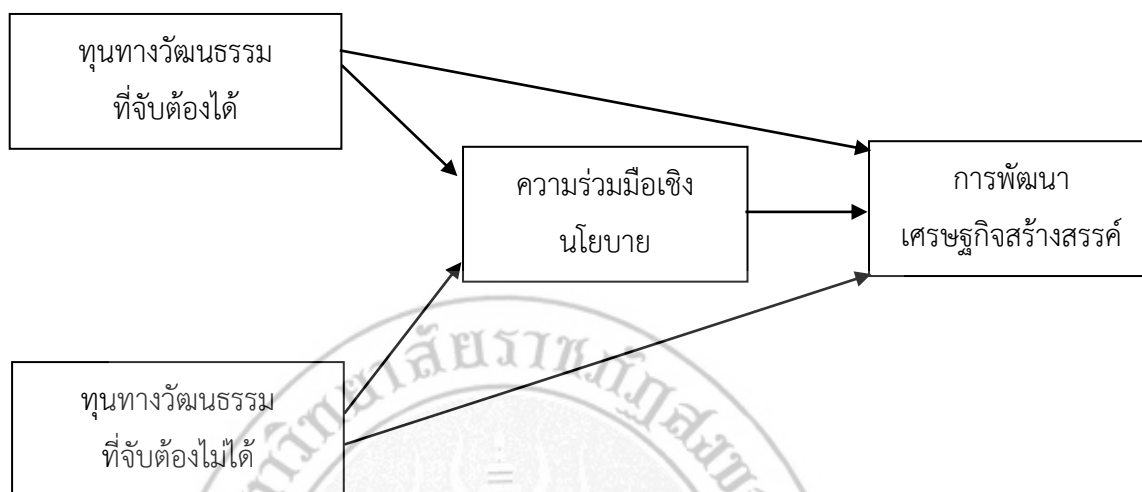 ทุนทางวัฒนธรรม
ที่จับต้องได้
ความร่วมมือเชิง
นโยบาย
การพัฒนา
เศรษฐกิจสร้างสรรค์
ทุนทางวัฒนธรรม
ที่จับต้องไม่ได้